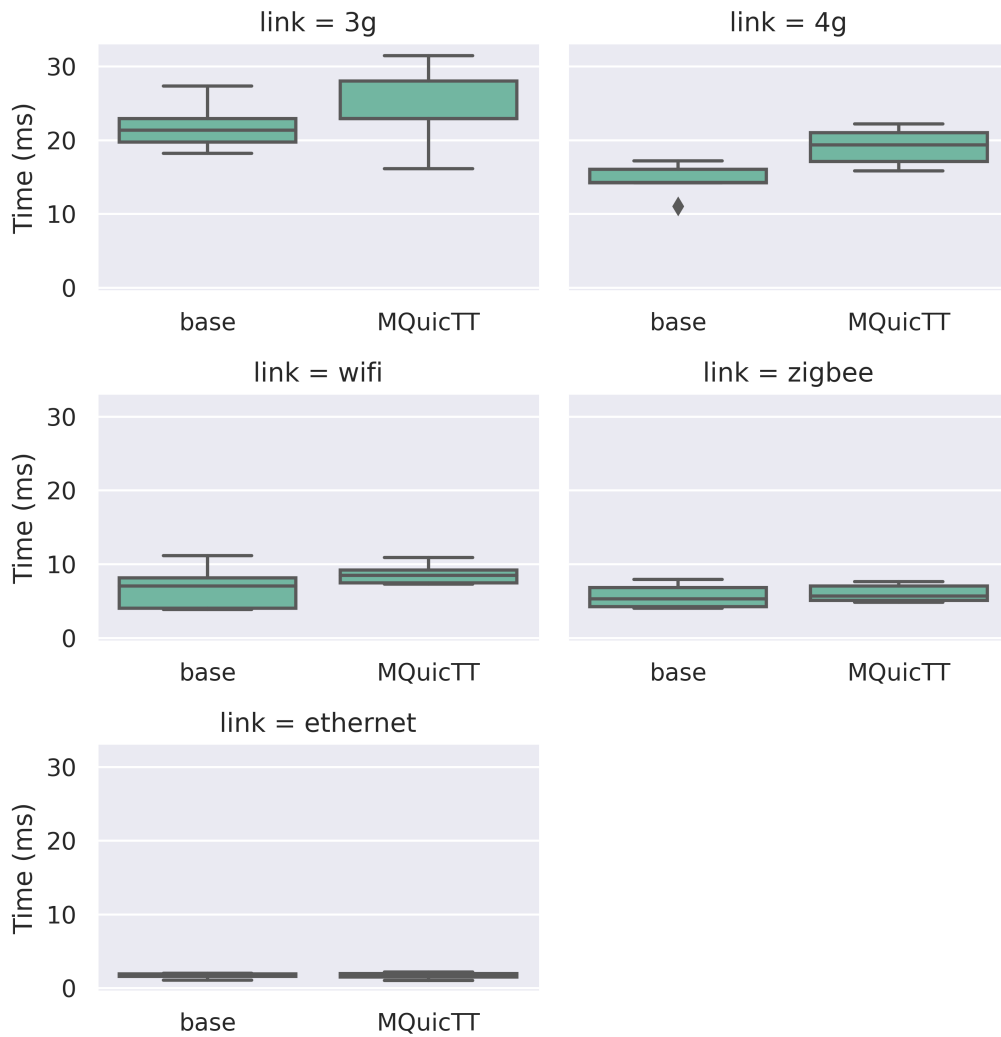 link = 3g
link = 4g
Time (ms)
30
20
10
0
base
MQuicTT
base
MQuicTT
link = wifi
link = zigbee
Time (ms)
30
20
10
0
base
MQuicTT
base
MQuicTT
link = ethernet
Time (ms)
30
20
10
0
base
MQuicTT